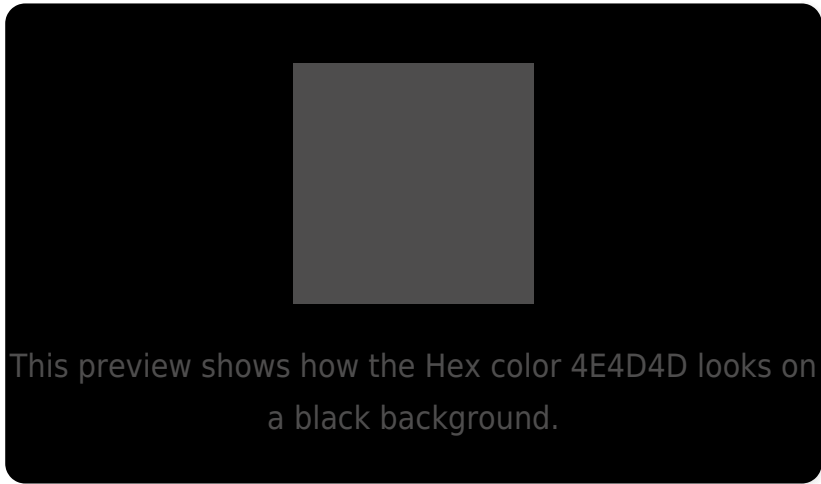 This preview shows how the Hex color 4E4D4D looks on
a black background.